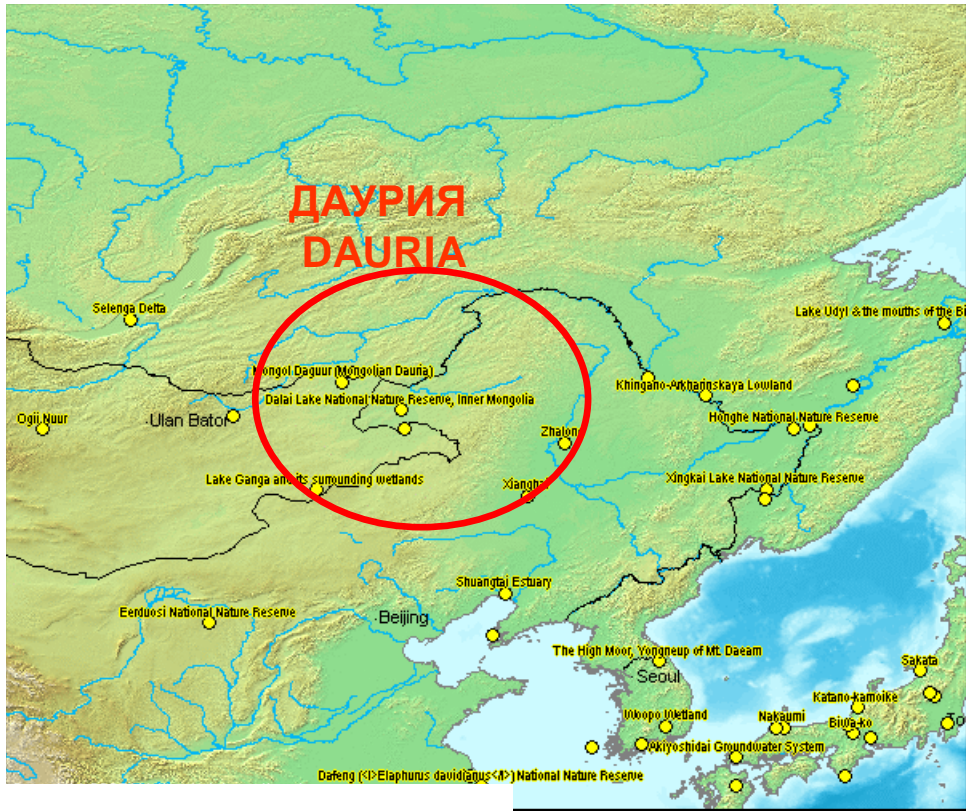 ДАУРИЯ
DAURIA
Selenga Delta
Lake Udyl & the mouths of the Bi
Mongol Daguur (Mongolian Dauria)
Khingano-Arkharinskaya Lowland
Dalai Lake National Nature Reserve, Inner Mongolia
Ogii Nuur
Ulan Bator
Honghe National Nature Reserve
Zhalong
Lake Ganga and its surrounding wetlands
Xianghai
Xingkai Lake National Nature Reserve
Shuangtai Estuary
Eerduosi National Nature Reserve
Beijing
The High Moor, Yongneup of Mt. Daeam
Sakata
Seoul
Katano-kamoike
Woopo Wetland
Nakaumi
Biwa-ko
To
Akiyoshidai Groundwater System
Dafeng (<I>Elaphurus davidianus</I>) National Nature Reserve